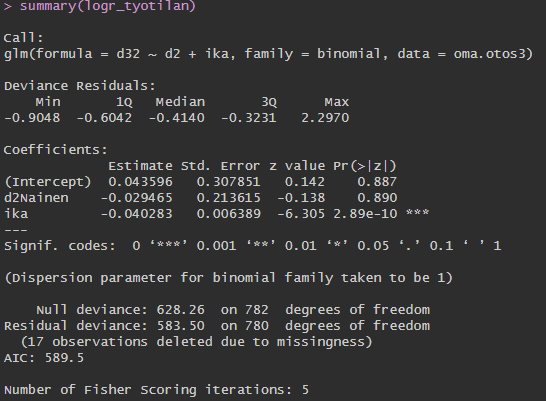 > summary(logr_tyotilan)
Call:
glm(formula = d32 ~ d2 + ika, family = binomial, data = oma.otos3)
Deviance Residuals:
    Min       1Q   Median       3Q      Max
-0.9048  -0.6042  -0.4140  -0.3231   2.2970
Coefficients:
             Estimate Std. Error z value Pr(>|z|)
(Intercept)  0.043596   0.307851   0.142    0.887
d2Nainen    -0.029465   0.213615  -0.138    0.890
ika         -0.040283   0.006389  -6.305 2.89e-10 ***
---
Signif. codes:  0 ‘***’ 0.001 ‘**’ 0.01 ‘*’ 0.05 ‘.’ 0.1 ‘ ’ 1
(Dispersion parameter for binomial family taken to be 1)
    Null deviance: 628.26  on 782  degrees of freedom
Residual deviance: 583.50  on 780  degrees of freedom
  (17 observations deleted due to missingness)
AIC: 589.5
Number of Fisher Scoring iterations: 5